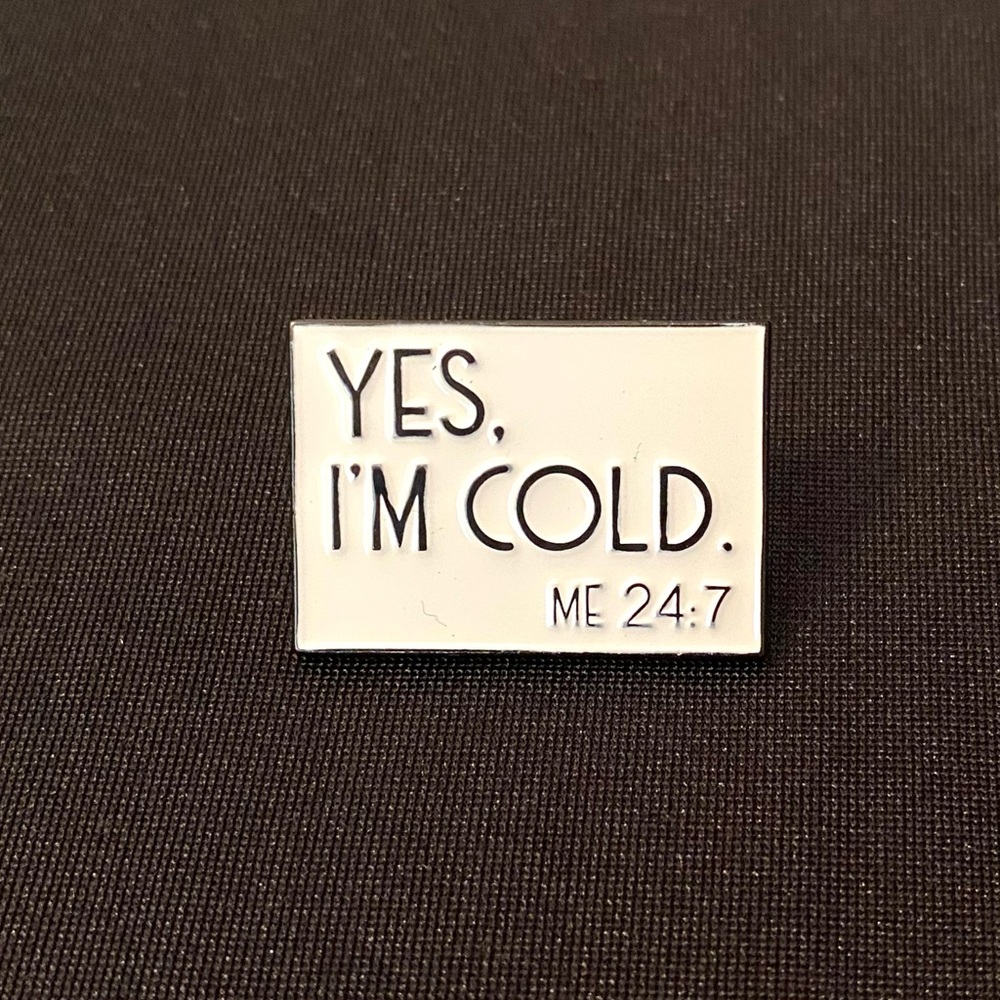 YES,
I'M COLD.
ME 24:7